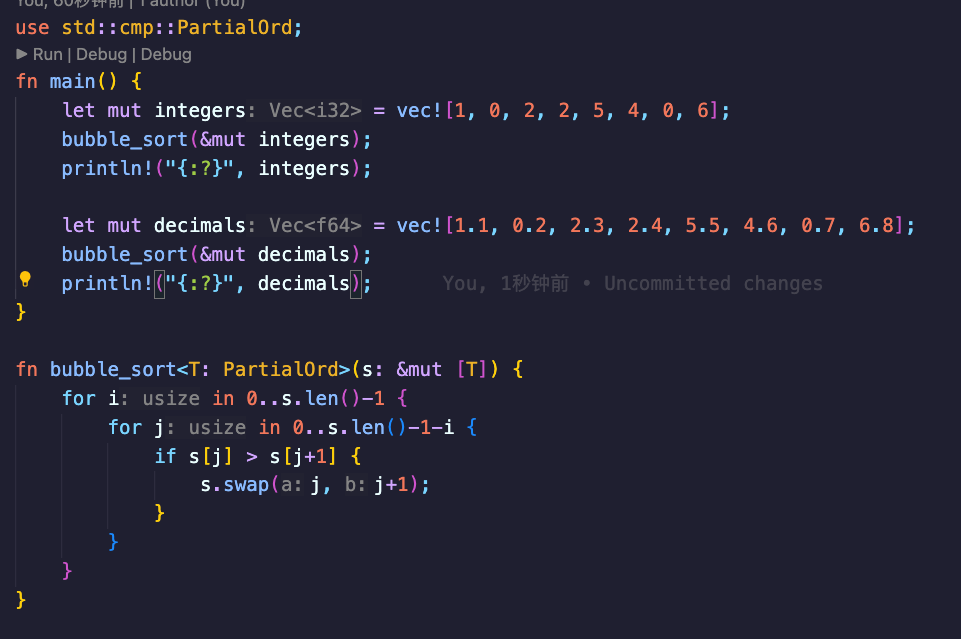 You, 60秒钟前 | 1 author (You)
use std::cmp::PartialOrd;
▶ Run | Debug | Debug
fn main() {
    let mut integers: Vec<i32> = vec![1, 0, 2, 2, 5, 4, 0, 6];
    bubble_sort(&mut integers);
    println!("{:?}", integers);

    let mut decimals: Vec<f64> = vec![1.1, 0.2, 2.3, 2.4, 5.5, 4.6, 0.7, 6.8];
    bubble_sort(&mut decimals);
    println!("{:?}", decimals);      You, 1秒钟前 • Uncommitted changes
}

fn bubble_sort<T: PartialOrd>(s: &mut [T]) {
    for i: usize in 0..s.len()-1 {
        for j: usize in 0..s.len()-1-i {
            if s[j] > s[j+1] {
                s.swap(a: j, b: j+1);
            }
        }
    }
}